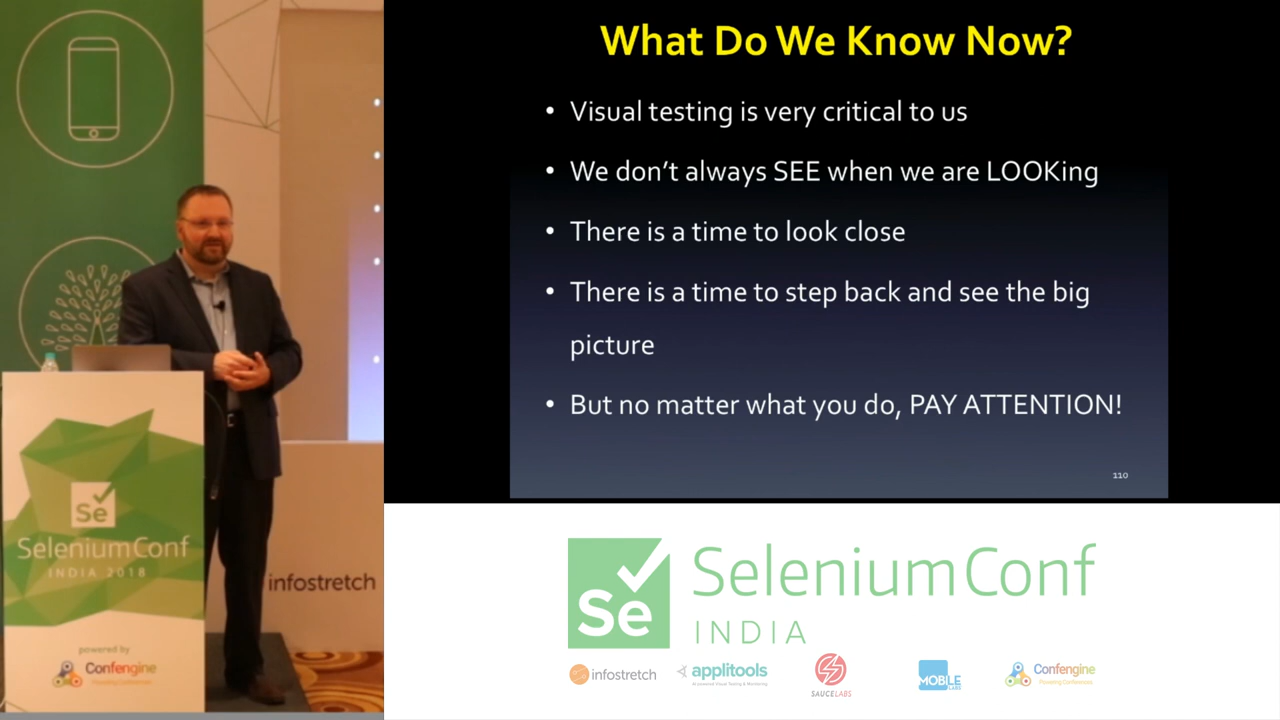 What Do We Know Now?
• Visual testing is very critical to us
• We don't always SEE when we are LOOKing
• There is a time to look close
• There is a time to step back and see the big
picture
• But no matter what you do, PAY ATTENTION!
110
Se
SeleniumConf
INDIA 2018
powered by
Confengine
infostretch
Se
SeleniumConf
INDIA
infostretch
applitools
SAUCELABS
MOBILE
LABS
Confengine